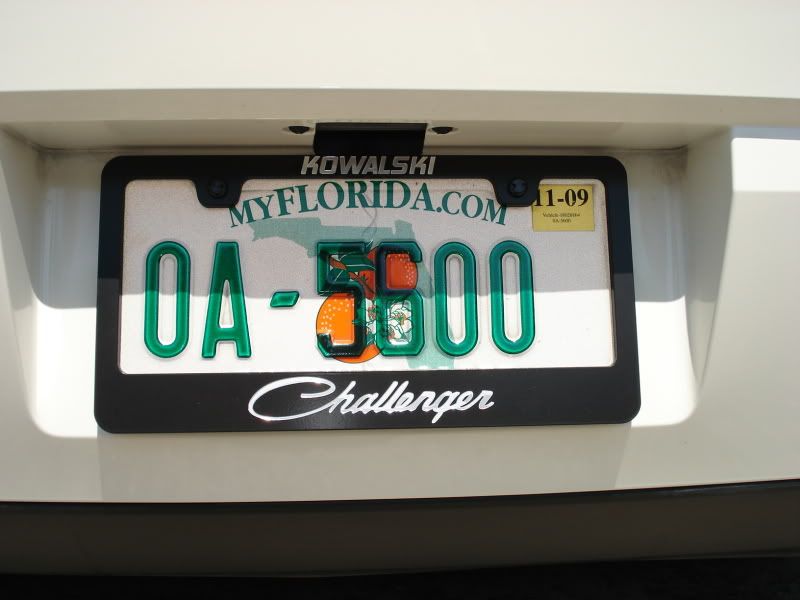 KOWALSKI
MYFLORIDA.COM
11-09
0A-5600
Challenger